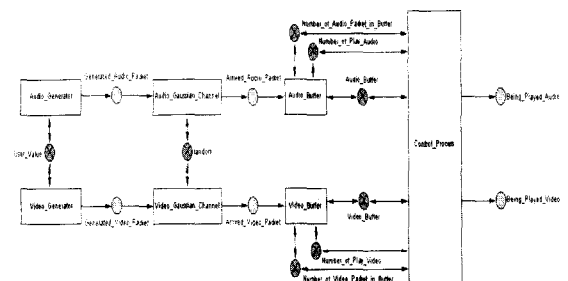 Number_of_Audio_Packet_in_Buffer
Number_of_Play_Audio
Generated_Audio_Packet
Arrived_Audio_Packet
Audio_Buffer
Audio_Generator
Audio_Gaussian_Channel
Audio_Buffer
Being_Played_Audio
User_Value
random
Control_Process
Video_Generator
Video_Gaussian_Channel
Video_Buffer
Being_Played_Video
Generated_Video_Packet
Arrived_Video_Packet
Video_Buffer
Number_of_Play_Video
Number_of_Video_Packet_in_Buffer